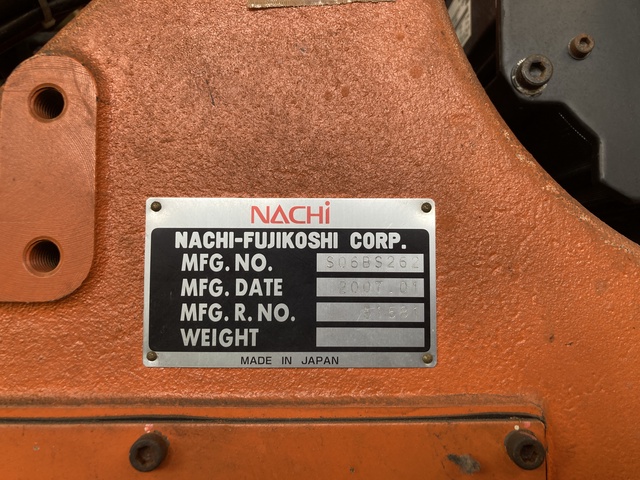 NACHi
NACHI-FUJIKOSHI CORP.
MFG. NO. S06BS262
MFG. DATE 2007.01
MFG. R. NO.
WEIGHT
MADE IN JAPAN